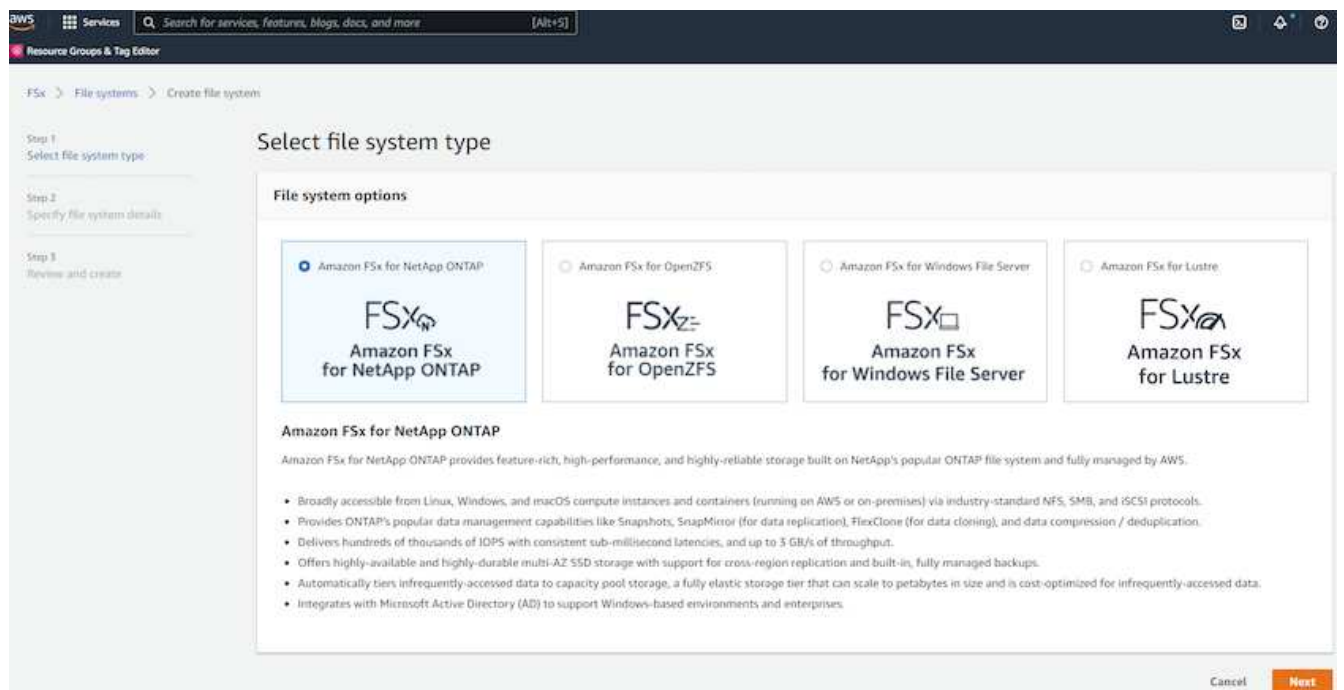 aws Services Search for services, features, blogs, docs, and more [Alt+S]
Resource Groups & Tag Editor
FSx > File systems > Create file system
Step 1
Select file system type
Step 2
Specify file system details
Step 3
Review and create
Select file system type
File system options
Amazon FSx for NetApp ONTAP
FSx N
Amazon FSx
for NetApp ONTAP
Amazon FSx for OpenZFS
FSx Z
Amazon FSx
for OpenZFS
Amazon FSx for Windows File Server
FSx
Amazon FSx
for Windows File Server
Amazon FSx for Lustre
FSx
Amazon FSx
for Lustre
Amazon FSx for NetApp ONTAP
Amazon FSx for NetApp ONTAP provides feature-rich, high-performance, and highly-reliable storage built on NetApp's popular ONTAP file system and fully managed by AWS.
• Broadly accessible from Linux, Windows, and macOS compute instances and containers (running on AWS or on-premises) via industry-standard NFS, SMB, and iSCSI protocols.
• Provides ONTAP's popular data management capabilities like Snapshots, SnapMirror (for data replication), FlexClone (for data cloning), and data compression / deduplication.
• Delivers hundreds of thousands of IOPS with consistent sub-millisecond latencies, and up to 3 GB/s of throughput.
• Offers highly-available and highly-durable multi-AZ SSD storage with support for cross-region replication and built-in, fully managed backups.
• Automatically tiers infrequently-accessed data to capacity pool storage, a fully elastic storage tier that can scale to petabytes in size and is cost-optimized for infrequently-accessed data.
• Integrates with Microsoft Active Directory (AD) to support Windows-based environments and enterprises.
Cancel Next